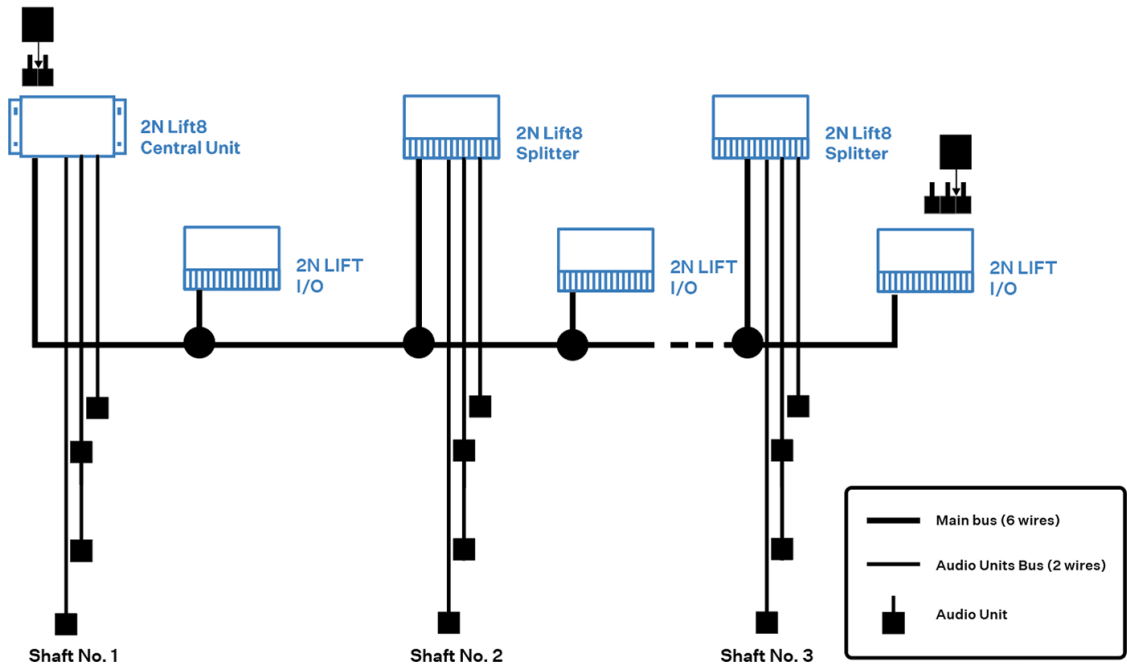 2N Lift8
Central Unit
2N Lift8
Splitter
2N Lift8
Splitter
2N LIFT
I/O
2N LIFT
I/O
2N LIFT
I/O
Main bus (6 wires)
Audio Units Bus (2 wires)
Audio Unit
Shaft No. 1
Shaft No. 2
Shaft No. 3